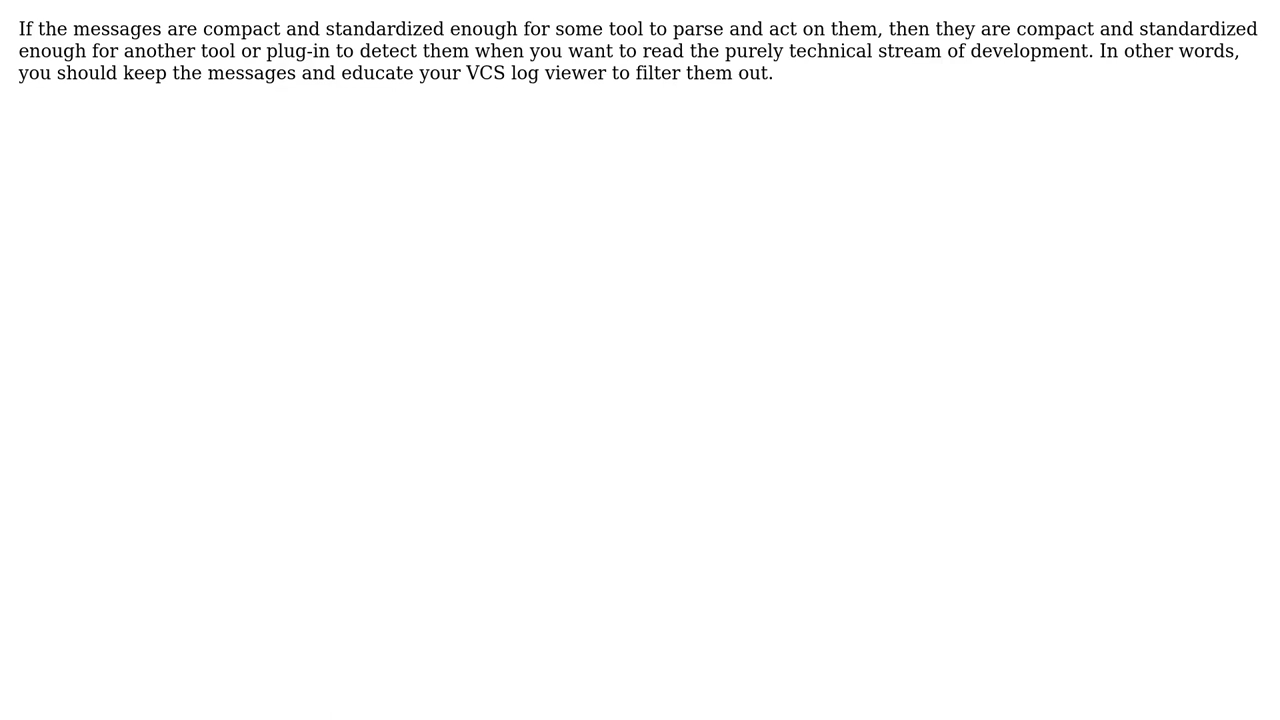 If the messages are compact and standardized enough for some tool to parse and act on them, then they are compact and standardized
enough for another tool or plug-in to detect them when you want to read the purely technical stream of development. In other words,
you should keep the messages and educate your VCS log viewer to filter them out.